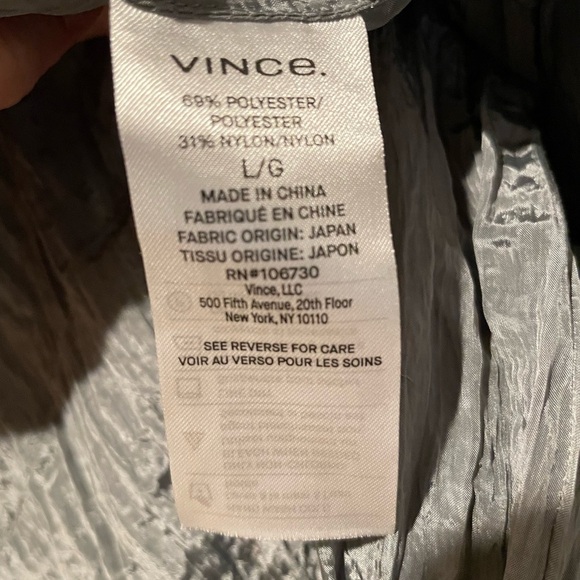 VINCE.
69% POLYESTER/
POLYESTER
31% NYLON/NYLON
L/G
MADE IN CHINA
FABRIQUÉ EN CHINE
FABRIC ORIGIN: JAPAN
TISSU ORIGINE: JAPON
RN#106730
Vince, LLC
500 Fifth Avenue, 20th Floor
New York, NY 10110
SEE REVERSE FOR CARE
VOIR AU VERSO POUR LES SOINS